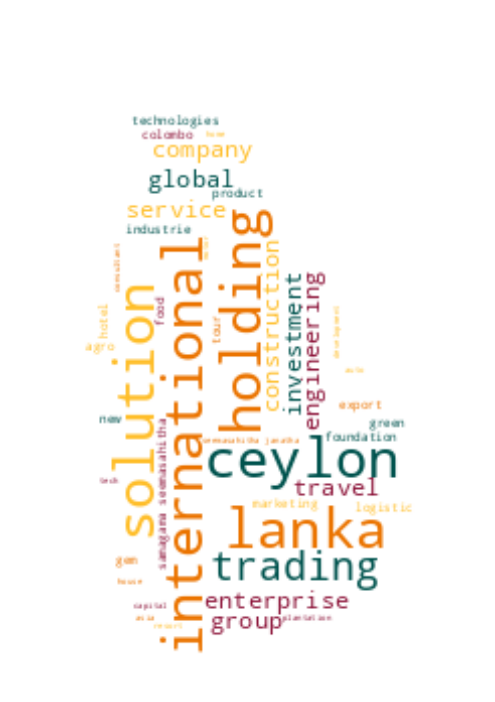 technologies
colombo
home
company
global
product
service
industrie
holding
international
construction
consultant
investment
engineering
solution
food
hotel
tour
agro
development
auto
export
new
green
samagama seemasahitha
seemasahitha janatha
foundation
ceylon
tech
travel
marketing
logistic
lanka
trading
gem
house
enterprise
capital
group
plantation
asia
resort